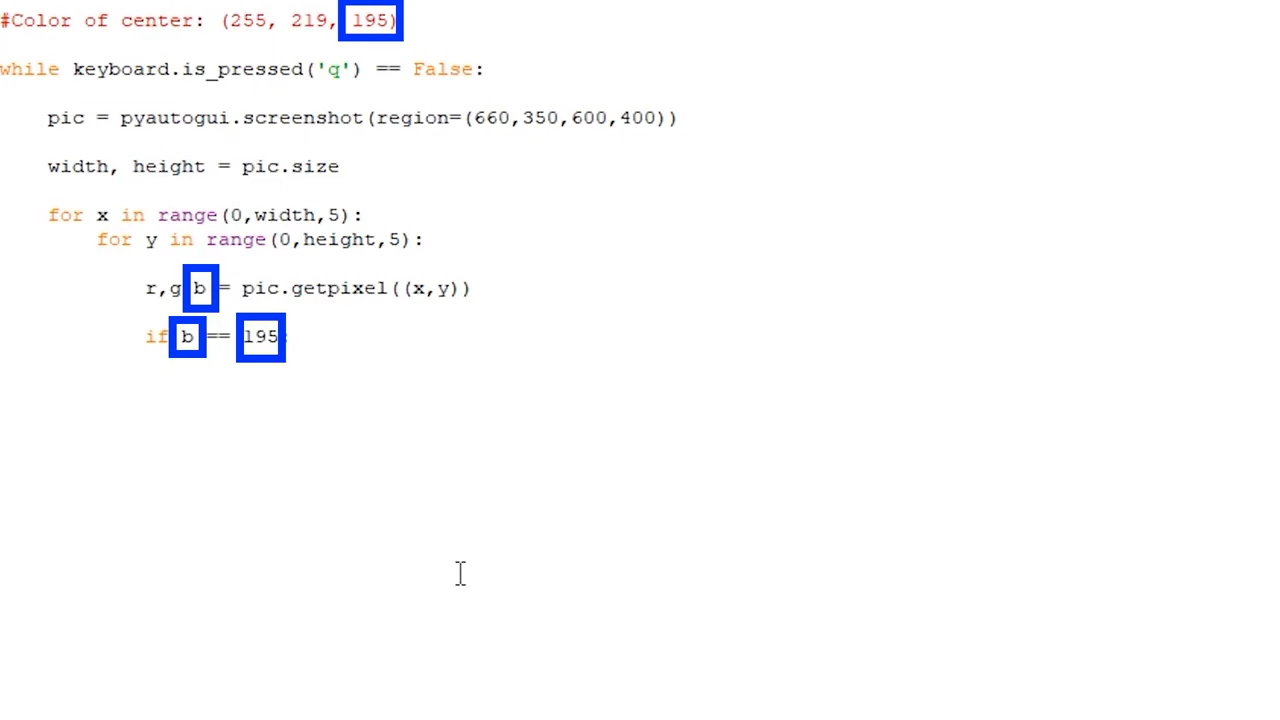 #Color of center: (255, 219, 195)
while keyboard.is_pressed('q') == False:
pic = pyautogui.screenshot(region=(660,350,600,400))
width, height = pic.size
for x in range(0,width,5):
for y in range(0,height,5):
r,g b = pic.getpixel((x,y))
if b == 195: